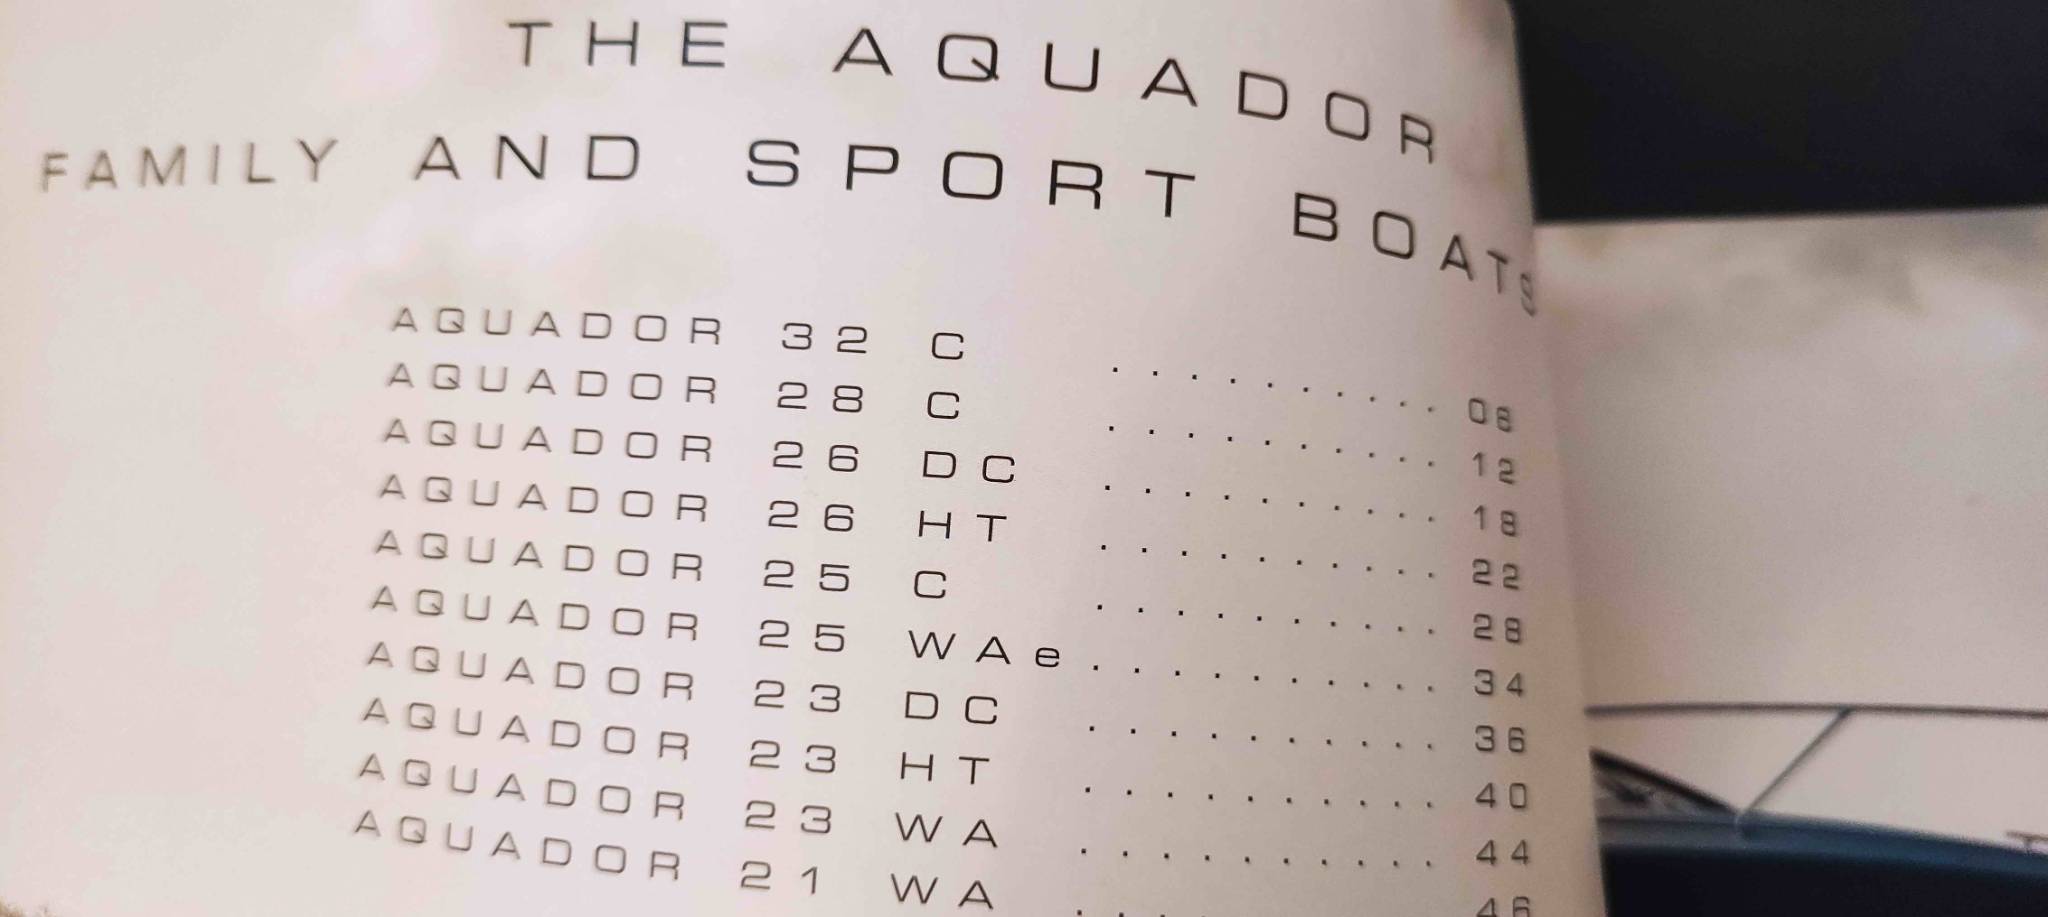 THE AQUADOR
FAMILY AND SPORT BOATS
AQUADOR 32 C .......... 08
AQUADOR 28 C .......... 12
AQUADOR 26 DC .......... 18
AQUADOR 26 HT .......... 22
AQUADOR 25 C .......... 28
AQUADOR 25 WAe .......... 34
AQUADOR 23 DC .......... 36
AQUADOR 23 HT .......... 40
AQUADOR 23 WA .......... 44
AQUADOR 21 WA